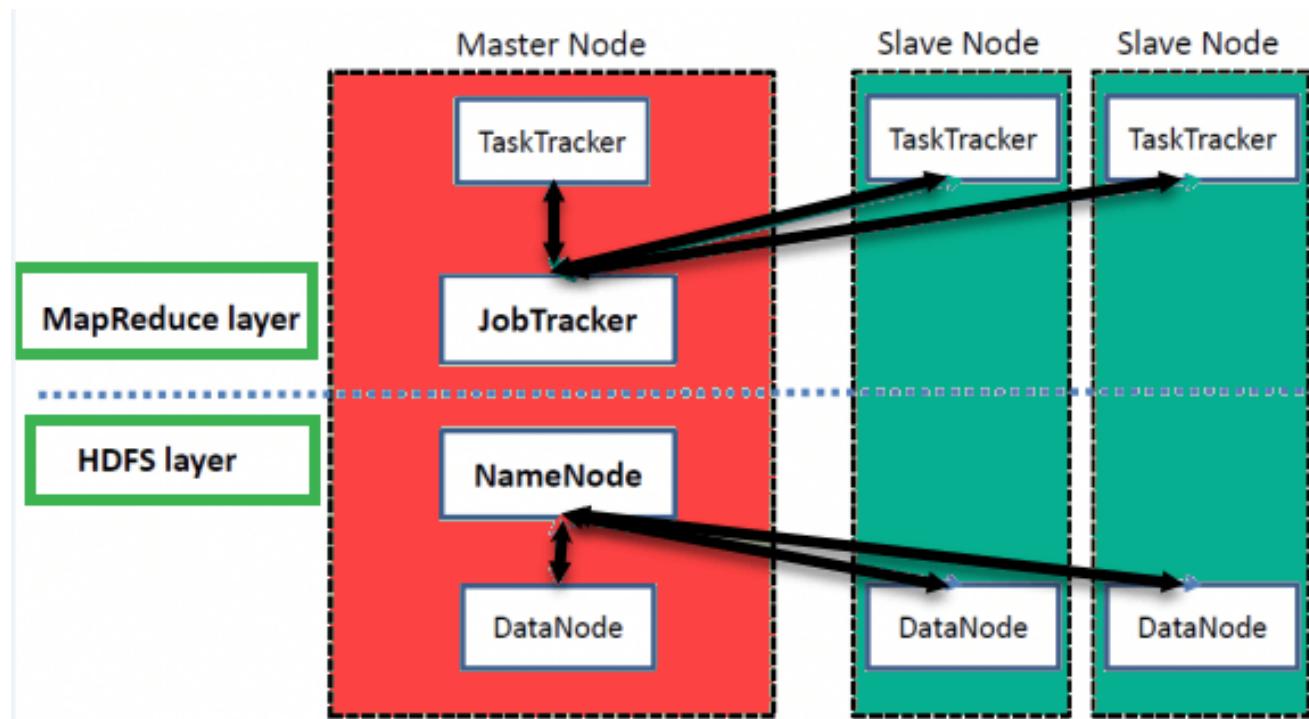 Master Node
Slave Node
Slave Node
TaskTracker
TaskTracker
TaskTracker
MapReduce layer
JobTracker
HDFS layer
NameNode
DataNode
DataNode
DataNode